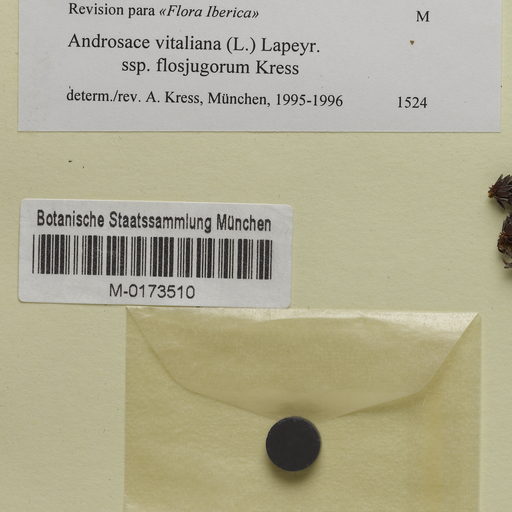 Revision para «Flora Iberica»
M
Androsace vitaliana (L.) Lapeyr.
ssp. flosjugorum Kress
determ./rev. A. Kress, München, 1995-1996 1524
Botanische Staatssammlung München
M-0173510